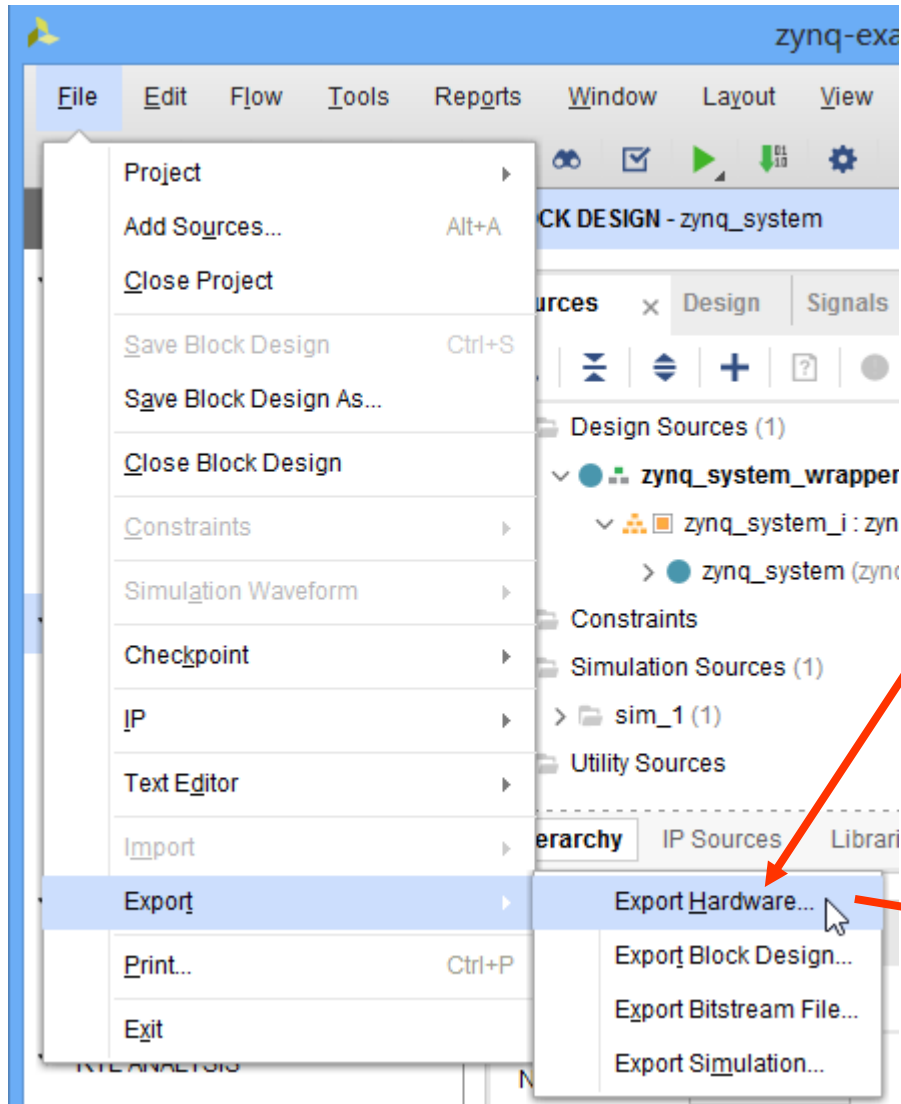 zynq-exa
File Edit Flow Tools Reports Window Layout View
Project
Add Sources... Alt+A
Close Project
Save Block Design Ctrl+S
Save Block Design As...
Close Block Design
Constraints
Simulation Waveform
Checkpoint
IP
Text Editor
Import
Export
Print... Ctrl+P
Exit
CK DESIGN - zynq_system
urces Design Signals
Design Sources (1)
zynq_system_wrapper
zynq_system_i : zyn
zynq_system (zynq
Constraints
Simulation Sources (1)
sim_1 (1)
Utility Sources
erarchy IP Sources Librari
Export Hardware...
Export Block Design...
Export Bitstream File...
Export Simulation...